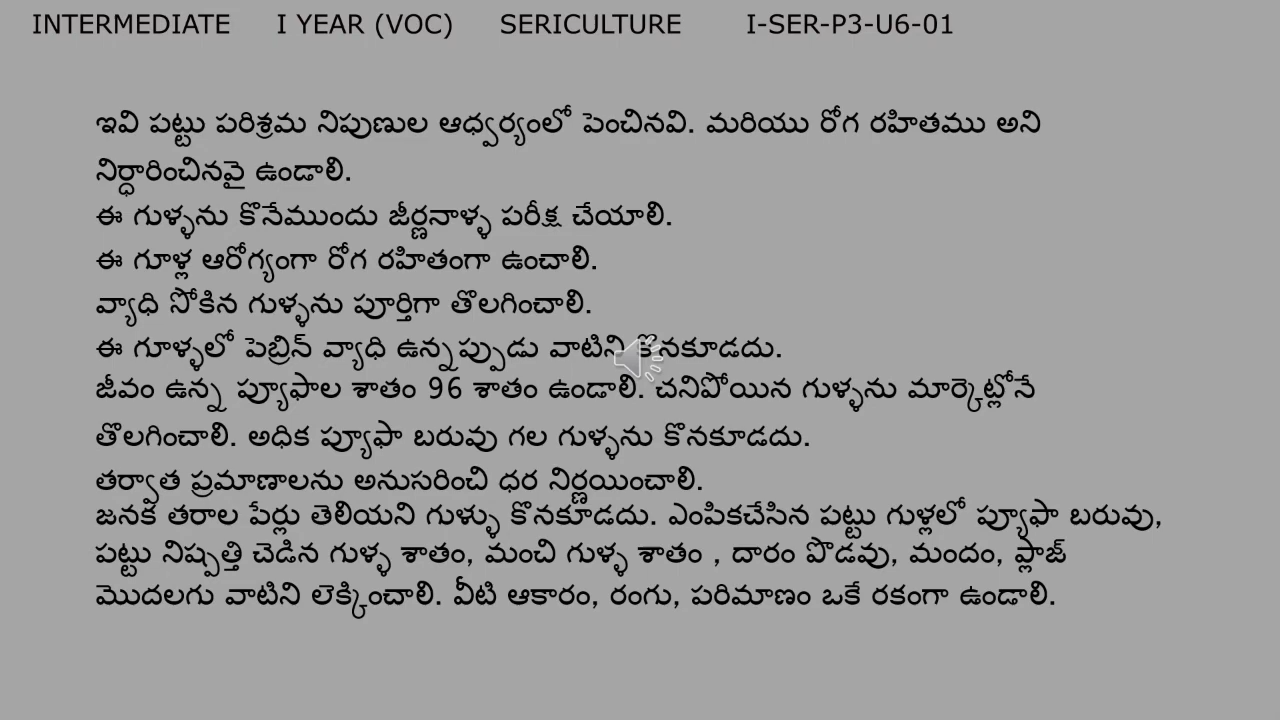 INTERMEDIATE I YEAR (VOC) SERICULTURE I-SER-P3-U6-01
ఇవి పట్టు పరిశ్రమ నిపుణుల ఆధ్వర్యంలో పెంచినవి. మరియు రోగ రహితము అని
నిర్ధారించినవై ఉండాలి.
ఈ గుళ్ళను కొనేముందు జీర్ణనాళ్ళ పరీక్ష చేయాలి.
ఈ గూళ్ల ఆరోగ్యంగా రోగ రహితంగా ఉంచాలి.
వ్యాధి సోకిన గుళ్ళను పూర్తిగా తొలగించాలి.
ఈ గూళ్ళలో పెబ్రిన్ వ్యాధి ఉన్నప్పుడు వాటిని కొనకూడదు.
జీవం ఉన్న ప్యూఫాల శాతం 96 శాతం ఉండాలి. చనిపోయిన గుళ్ళను మార్కెట్లోనే
తొలగించాలి. అధిక ప్యూఫా బరువు గల గుళ్ళను కొనకూడదు.
తర్వాత ప్రమాణాలను అనుసరించి ధర నిర్ణయించాలి.
జనక తరాల పేర్లు తెలియని గుళ్ళు కొనకూడదు. ఎంపికచేసిన పట్టు గుళ్లలో ప్యూఫా బరువు,
పట్టు నిష్పత్తి చెడిన గుళ్ళ శాతం, మంచి గుళ్ళ శాతం , దారం పొడవు, మందం, ప్లాజ్
మొదలగు వాటిని లెక్కించాలి. వీటి ఆకారం, రంగు, పరిమాణం ఒకే రకంగా ఉండాలి.